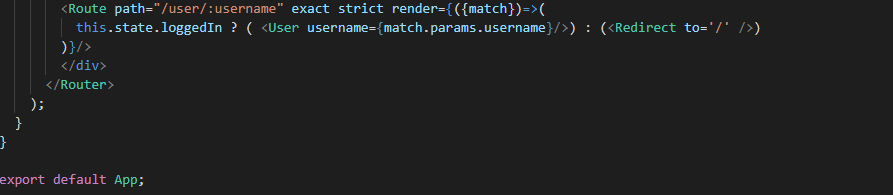 <Route path="/user/:username" exact strict render={({match})=>(
this.state.loggedIn ? ( <User username={match.params.username}/>) : (<Redirect to='/' />)
)}/>
</div>
</Router>
);
}
}
export default App;